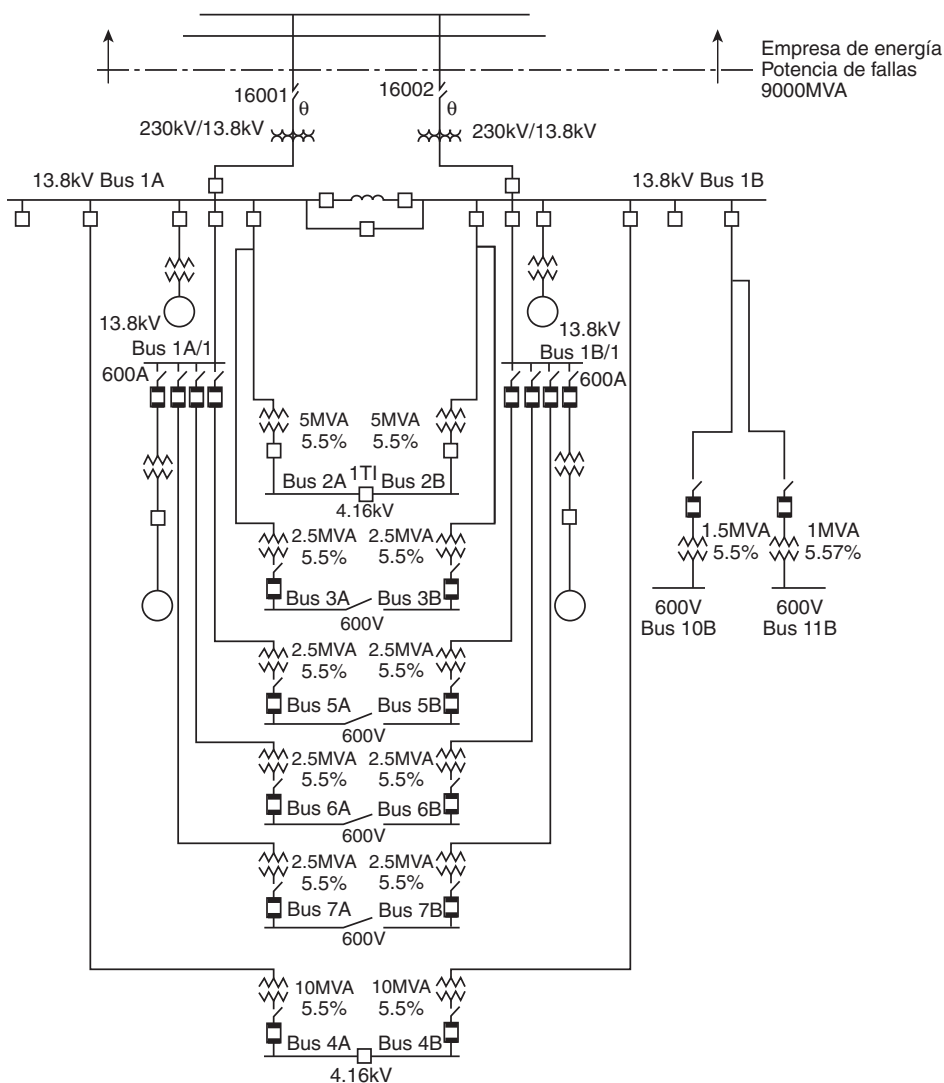 Empresa de energía
Potencia de fallas
9000MVA
16001
16002
θ
θ
230kV/13.8kV
230kV/13.8kV
13.8kV Bus 1A
13.8kV Bus 1B
13.8kV
Bus 1A/1
600A
13.8kV
Bus 1B/1
600A
5MVA
5.5%
5MVA
5.5%
Bus 2A
1TI
Bus 2B
4.16kV
2.5MVA
5.5%
2.5MVA
5.5%
Bus 3A
Bus 3B
600V
1.5MVA
5.5%
1MVA
5.57%
600V
Bus 10B
600V
Bus 11B
2.5MVA
5.5%
2.5MVA
5.5%
Bus 5A
Bus 5B
600V
2.5MVA
5.5%
2.5MVA
5.5%
Bus 6A
Bus 6B
600V
2.5MVA
5.5%
2.5MVA
5.5%
Bus 7A
Bus 7B
600V
10MVA
5.5%
10MVA
5.5%
Bus 4A
Bus 4B
4.16kV